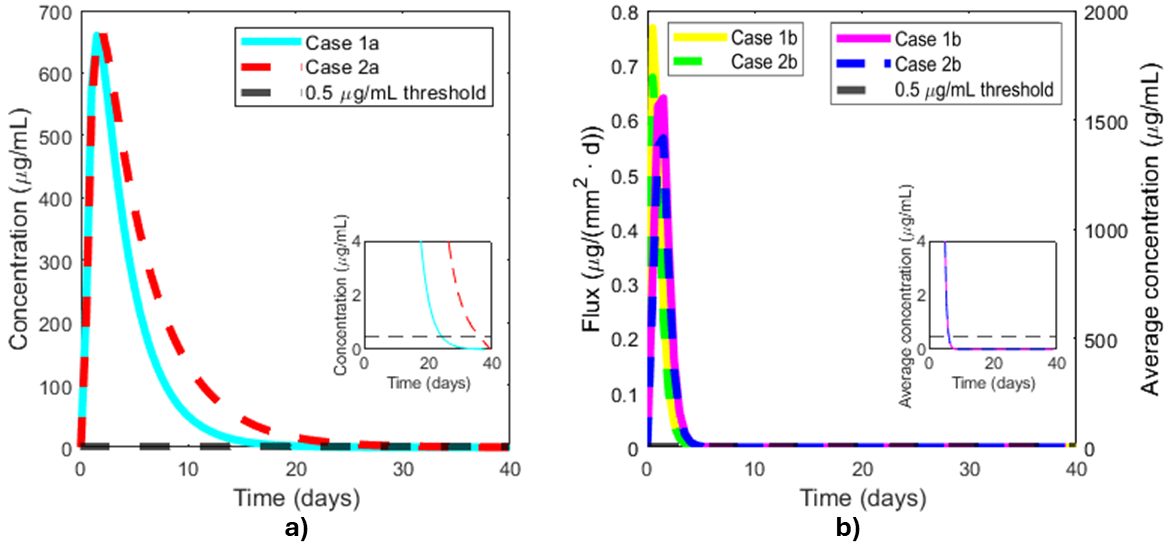 Concentration (μg/mL)
700
600
500
400
300
200
100
0
Case 1a
Case 2a
0.5 μg/mL threshold
Concentration (μg/mL)
4
2
0
0 20 40
Time (days)
0 10 20 30 40
Time (days)
a)
Flux (μg/(mm² · d))
0.8
0.7
0.6
0.5
0.4
0.3
0.2
0.1
0
Case 1b
Case 2b
Case 1b
Case 2b
0.5 μg/mL threshold
Average concentration (μg/mL)
4
2
0
0 20 40
Time (days)
2000
1500
1000
500
0
Average concentration (μg/mL)
0 10 20 30 40
Time (days)
b)